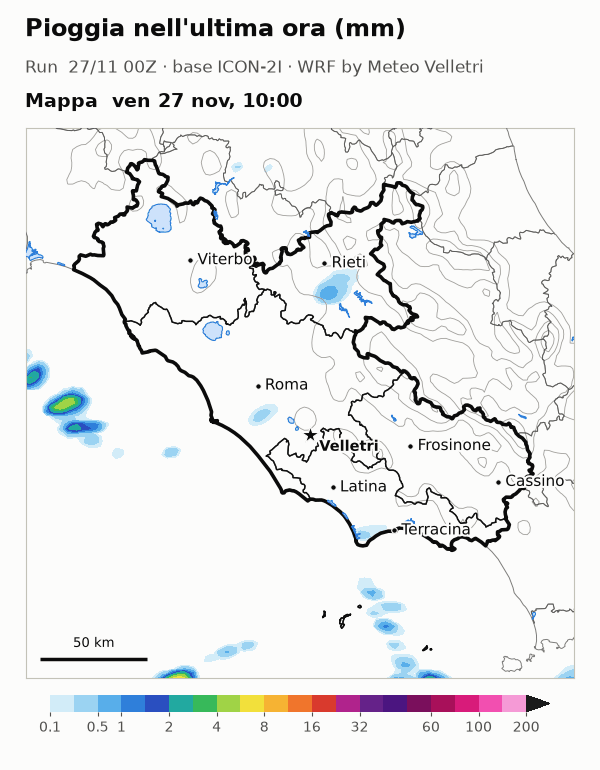 Pioggia nell'ultima ora (mm)
Run 27/11 00Z · base ICON-2I · WRF by Meteo Velletri
Mappa ven 27 nov, 10:00
Viterbo
Rieti
Roma
Velletri
Frosinone
Cassino
Latina
Terracina
50 km
0.1 0.5 1 2 4 8 16 32 60 100 200